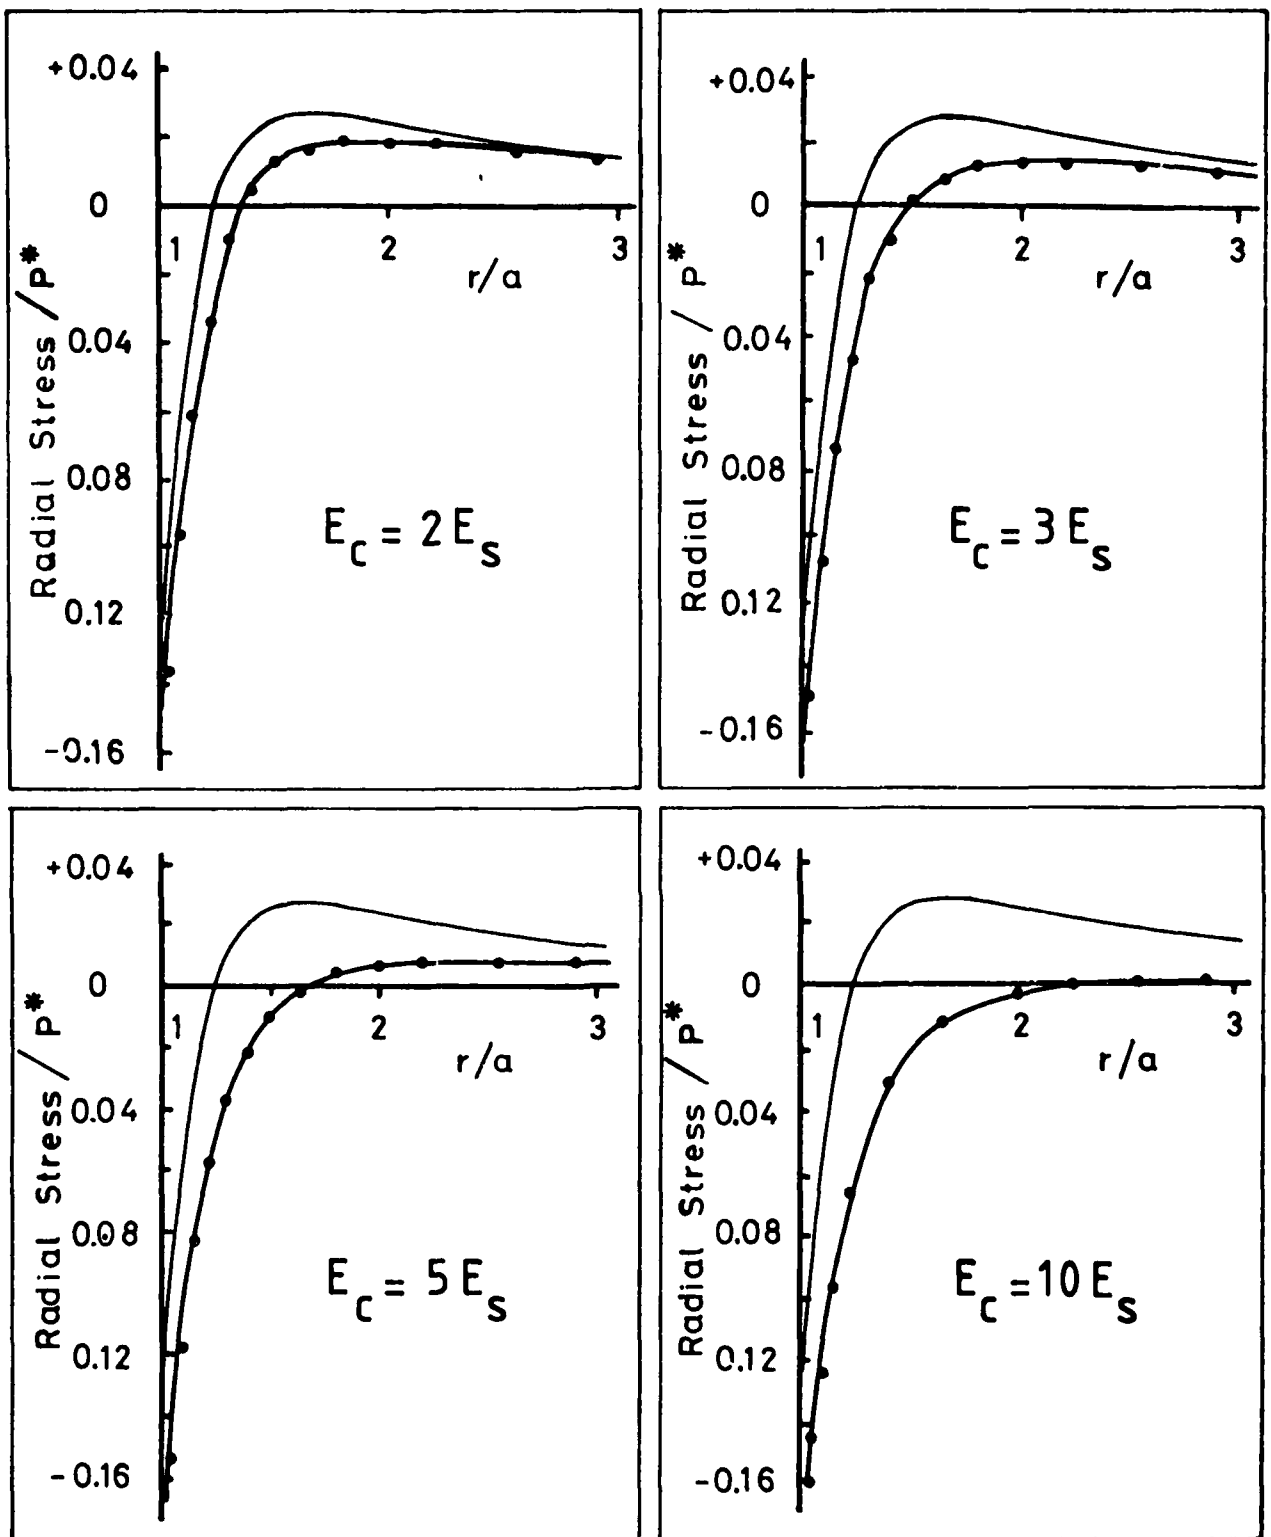 +0.04
0
0.04
0.08
0.12
-0.16
Radial Stress / P*
1 2 3
r/a
E_c = 2 E_s
+0.04
0
0.04
0.08
0.12
-0.16
Radial Stress / P*
1 2 3
r/a
E_c = 3 E_s
+0.04
0
0.04
0.08
0.12
-0.16
Radial Stress / P*
1 2 3
r/a
E_c = 5 E_s
+0.04
0
0.04
0.08
0.12
-0.16
Radial Stress / P*
1 2 3
r/a
E_c = 10 E_s